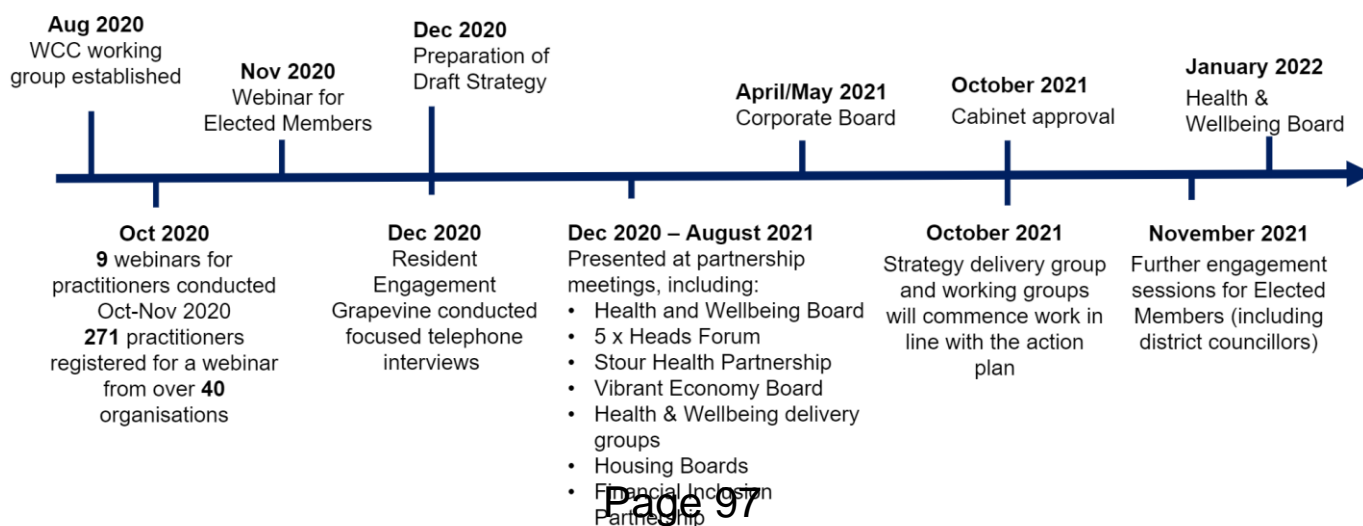 Aug 2020
WCC working
group established
Nov 2020
Webinar for
Elected Members
Dec 2020
Preparation of
Draft Strategy
April/May 2021
Corporate Board
October 2021
Cabinet approval
January 2022
Health &
Wellbeing Board
Oct 2020
9 webinars for
practitioners conducted
Oct-Nov 2020
271 practitioners
registered for a webinar
from over 40
organisations
Dec 2020
Resident
Engagement
Grapevine conducted
focused telephone
interviews
Dec 2020 – August 2021
Presented at partnership
meetings, including:
• Health and Wellbeing Board
• 5 x Heads Forum
• Stour Health Partnership
• Vibrant Economy Board
• Health & Wellbeing delivery
groups
• Housing Boards
• Financial Inclusion
Partnership
October 2021
Strategy delivery group
and working groups
will commence work in
line with the action
plan
November 2021
Further engagement
sessions for Elected
Members (including
district councillors)
Page 97